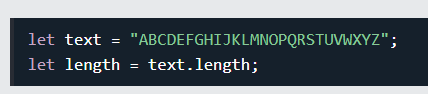 let text = "ABCDEFGHIJKLMNOPQRSTUVWXYZ";
let length = text.length;